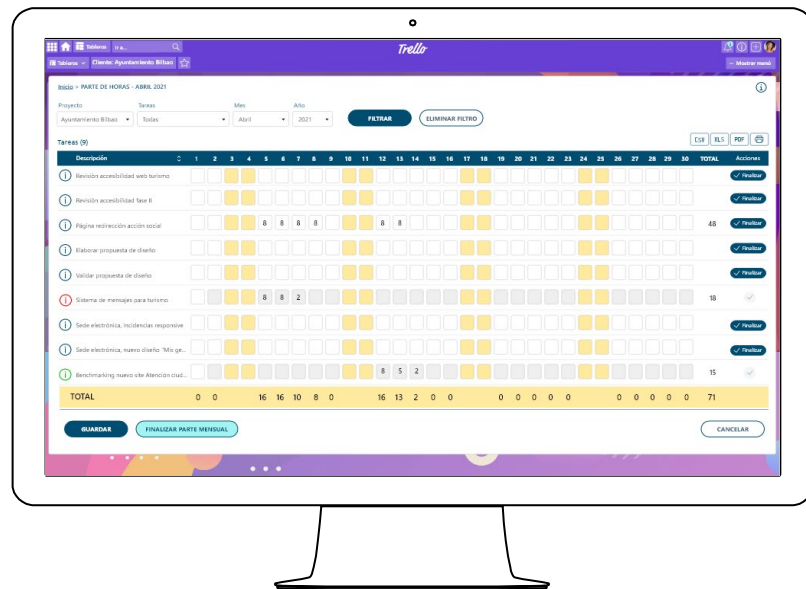 Tableros Ir a... Trello
Tableros Cliente: Ayuntamiento Bilbao Mostrar menú
Inicio > PARTE DE HORAS - ABRIL 2021
Proyecto Tareas Mes Año
Ayuntamiento Bilbao Todas Abril 2021 FILTRAR ELIMINAR FILTRO
Tareas (9) CSV XLS PDF
Descripción 1 2 3 4 5 6 7 8 9 10 11 12 13 14 15 16 17 18 19 20 21 22 23 24 25 26 27 28 29 30 TOTAL Acciones
Revisión accesibilidad web turismo Finalizar
Revisión accesibilidad fase II Finalizar
Página redirección acción social 8 8 8 8 8 8 48 Finalizar
Elaborar propuesta de diseño Finalizar
Validar propuesta de diseño Finalizar
Sistema de mensajes para turismo 8 8 2 18
Sede electrónica, incidencias responsive Finalizar
Sede electrónica, nuevo diseño "Mis ge... Finalizar
Benchmarking nuevo site Atención ciud... 8 5 2 15
TOTAL 0 0 16 16 10 8 0 16 13 2 0 0 0 0 0 0 0 0 0 0 0 0 71
GUARDAR FINALIZAR PARTE MENSUAL CANCELAR